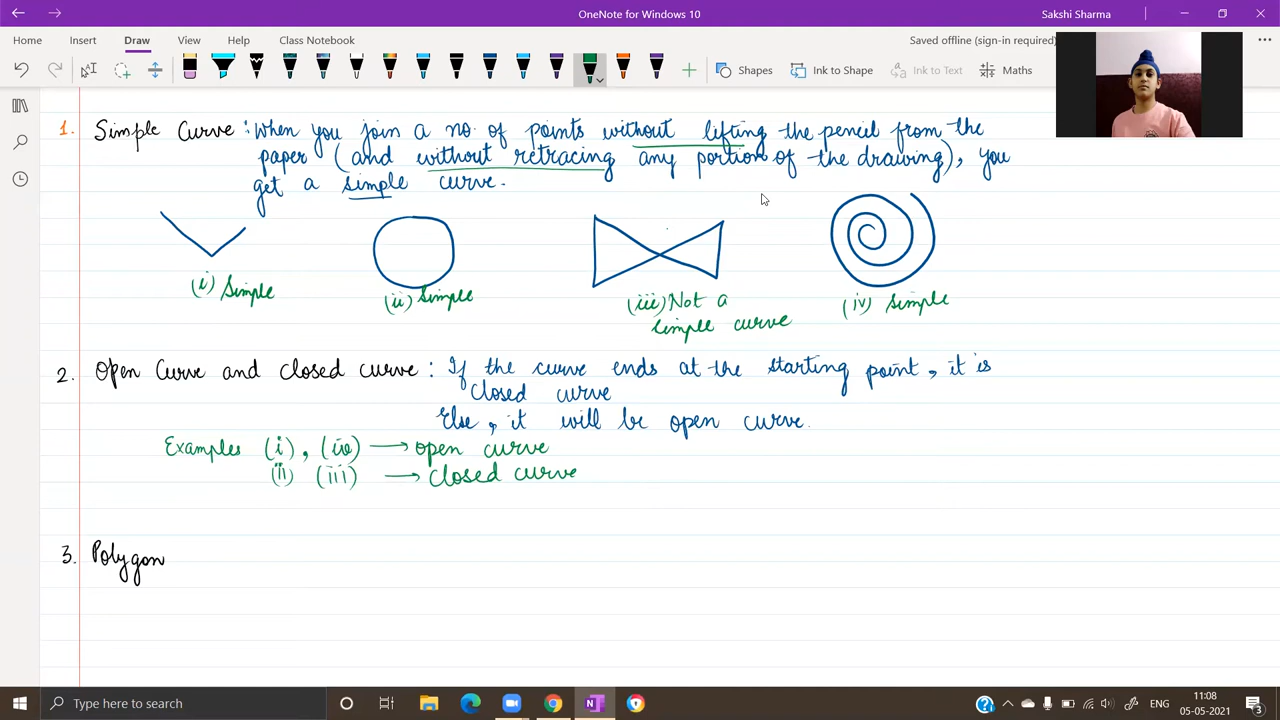 OneNote for Windows 10
Sakshi Sharma
Home Insert Draw View Help Class Notebook
Saved offline (sign-in required)
Shapes Ink to Shape Ink to Text Maths
1. Simple Curve : When you join a no. of points without lifting the pencil from the
paper (and without retracing any portion of the drawing), you
get a simple curve.
(i) Simple
(ii) Simple
(iii) Not a
simple curve
(iv) simple
2. Open Curve and closed curve : If the curve ends at the starting point, it is
closed curve
Else, it will be open curve.
Examples (i), (iv) → open curve
(ii) (iii) → closed curve
3. Polygon
Type here to search
ENG
11:08
05-05-2021
3